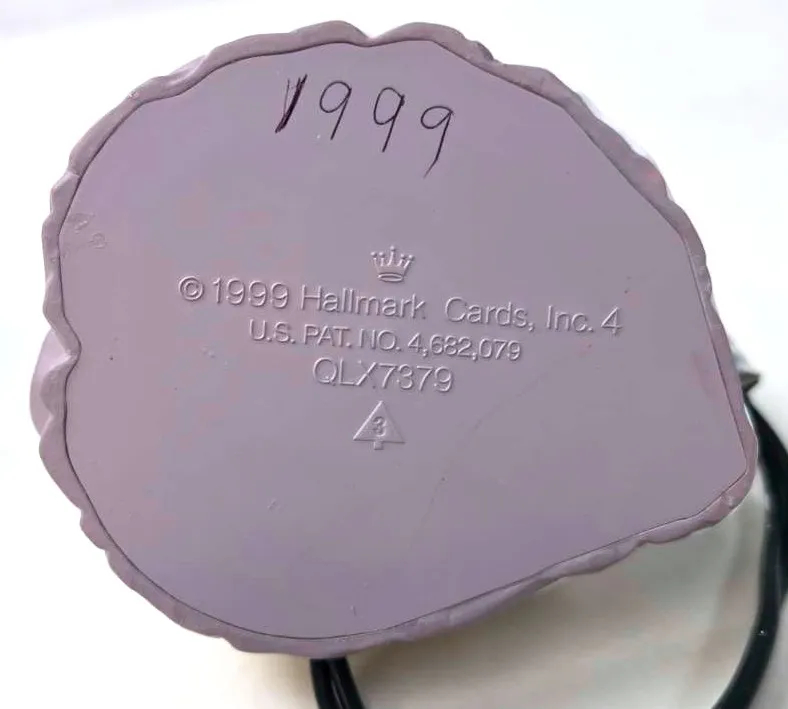 1999
© 1999 Hallmark Cards, Inc. 4
U.S. PAT. NO. 4,682,079
QLX7379
3